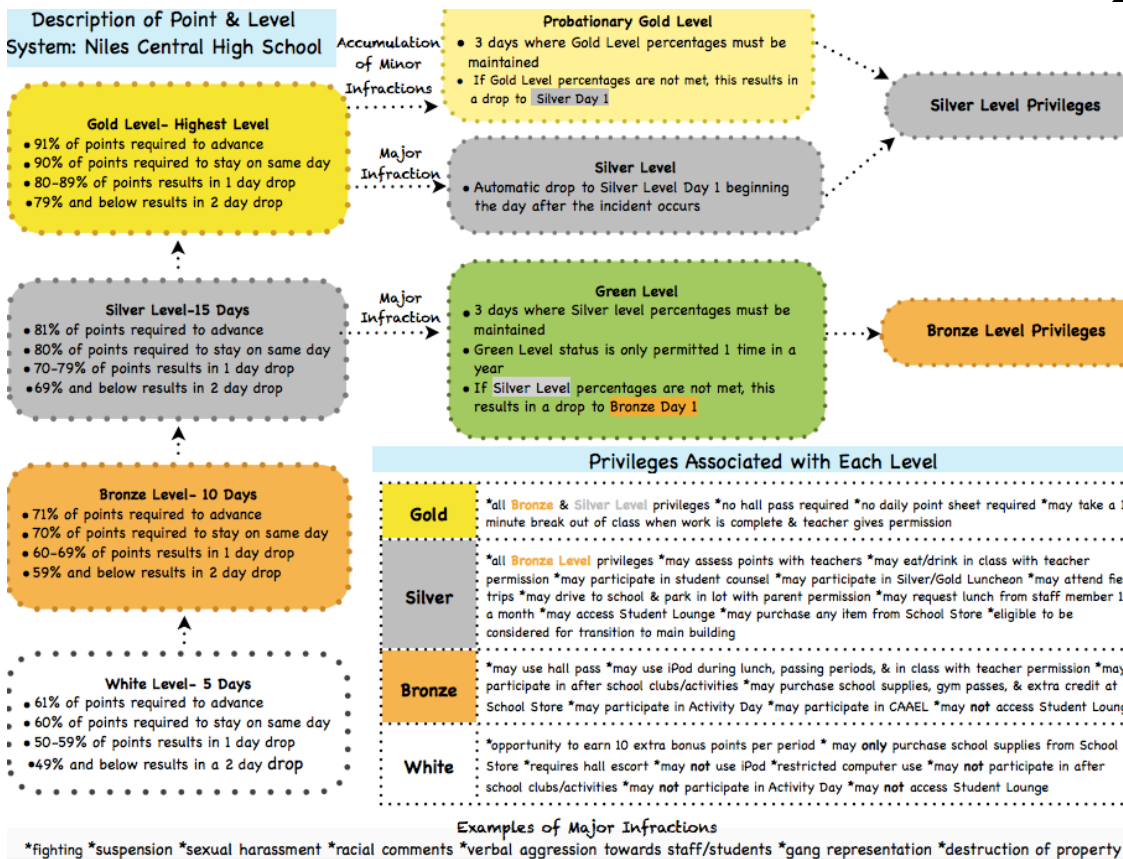 Description of Point & Level
System: Niles Central High School
Accumulation
of Minor
Infractions
Probationary Gold Level
• 3 days where Gold Level percentages must be
maintained
• If Gold Level percentages are not met, this results in
a drop to Silver Day 1
Silver Level Privileges
Gold Level- Highest Level
• 91% of points required to advance
• 90% of points required to stay on same day
• 80-89% of points results in 1 day drop
• 79% and below results in 2 day drop
Major
Infraction
Silver Level
• Automatic drop to Silver Level Day 1 beginning
the day after the incident occurs
Silver Level-15 Days
• 81% of points required to advance
• 80% of points required to stay on same day
• 70-79% of points results in 1 day drop
• 69% and below results in 2 day drop
Major
Infraction
Green Level
• 3 days where Silver level percentages must be
maintained
• Green Level status is only permitted 1 time in a
year
• If Silver Level percentages are not met, this
results in a drop to Bronze Day 1
Bronze Level Privileges
Bronze Level- 10 Days
• 71% of points required to advance
• 70% of points required to stay on same day
• 60-69% of points results in 1 day drop
• 59% and below results in 2 day drop
White Level- 5 Days
• 61% of points required to advance
• 60% of points required to stay on same day
• 50-59% of points results in 1 day drop
• 49% and below results in a 2 day drop
Privileges Associated with Each Level
Gold
*all Bronze & Silver Level privileges *no hall pass required *no daily point sheet required *may take a
minute break out of class when work is complete & teacher gives permission
Silver
*all Bronze Level privileges *may assess points with teachers *may eat/drink in class with teacher
permission *may participate in student counsel *may participate in Silver/Gold Luncheon *may attend
trips *may drive to school & park in lot with parent permission *may request lunch from staff member
a month *may access Student Lounge *may purchase any item from School Store *eligible to be
considered for transition to main building
Bronze
*may use hall pass *may use iPod during lunch, passing periods, & in class with teacher permission *may
participate in after school clubs/activities *may purchase school supplies, gym passes, & extra credit at
School Store *may participate in Activity Day *may participate in CAAEL *may not access Student
White
*opportunity to earn 10 extra bonus points per period * may only purchase school supplies from School
Store *requires hall escort *may not use iPod *restricted computer use *may not participate in after
school clubs/activities *may not participate in Activity Day *may not access Student Lounge
Examples of Major Infractions
*fighting *suspension *sexual harassment *racial comments *verbal aggression towards staff/students *gang representation *destruction of property